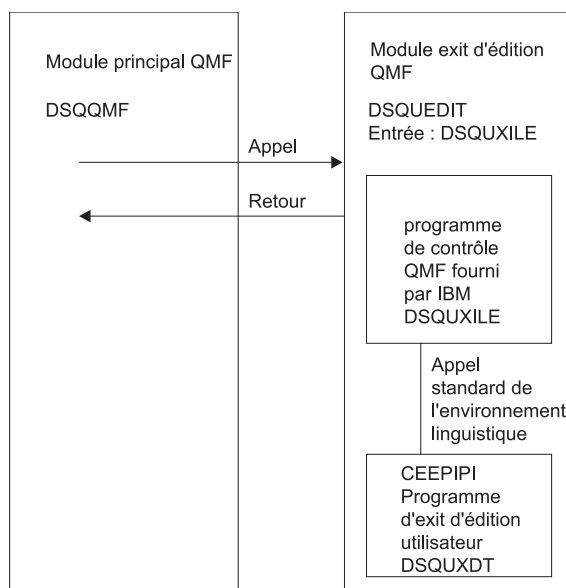 Module principal QMF
DSQQMF
Appel
Retour
Module exit d'édition
QMF
DSQUEDIT
Entrée : DSQUXILE
programme
de contrôle
QMF fourni
par IBM
DSQUXILE
Appel
standard de
l'environnement
linguistique
CEEPIPI
Programme
d'exit d'édition
utilisateur
DSQUXDT